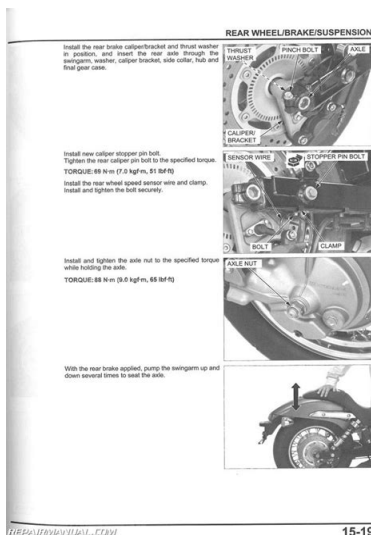 REAR WHEEL/BRAKE/SUSPENSION
Install the rear brake caliper/bracket and thrust washer
in position, and insert the rear axle through the
swingarm, washer, caliper bracket, side collar, hub and
final gear case.
THRUST
WASHER
PINCH BOLT
AXLE
CALIPER/
BRACKET
Install new caliper stopper pin bolt.
Tighten the rear caliper pin bolt to the specified torque.
TORQUE: 69 N·m (7.0 kgf·m, 51 lbf·ft)
Install the rear wheel speed sensor wire and clamp.
Install and tighten the bolt securely.
SENSOR WIRE
STOPPER PIN BOLT
BOLT
CLAMP
Install and tighten the axle nut to the specified torque
while holding the axle.
TORQUE: 88 N·m (9.0 kgf·m, 65 lbf·ft)
AXLE NUT
With the rear brake applied, pump the swingarm up and
down several times to seat the axle.
REPAIRMANUAL.COM
15-19